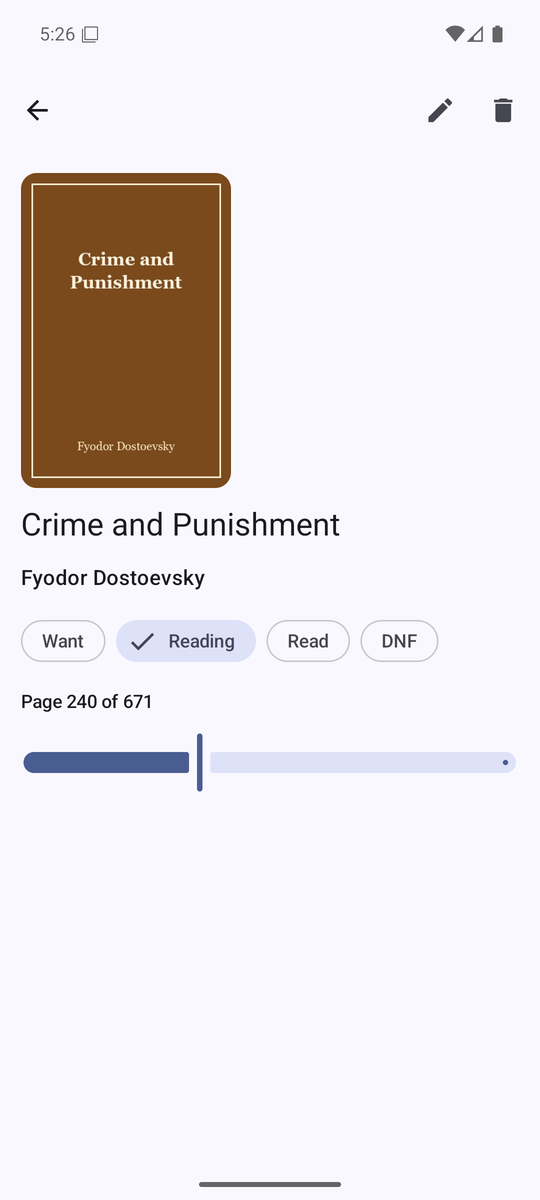 5:26
Crime and
Punishment
Fyodor Dostoevsky
Crime and Punishment
Fyodor Dostoevsky
Want
Reading
Read
DNF
Page 240 of 671